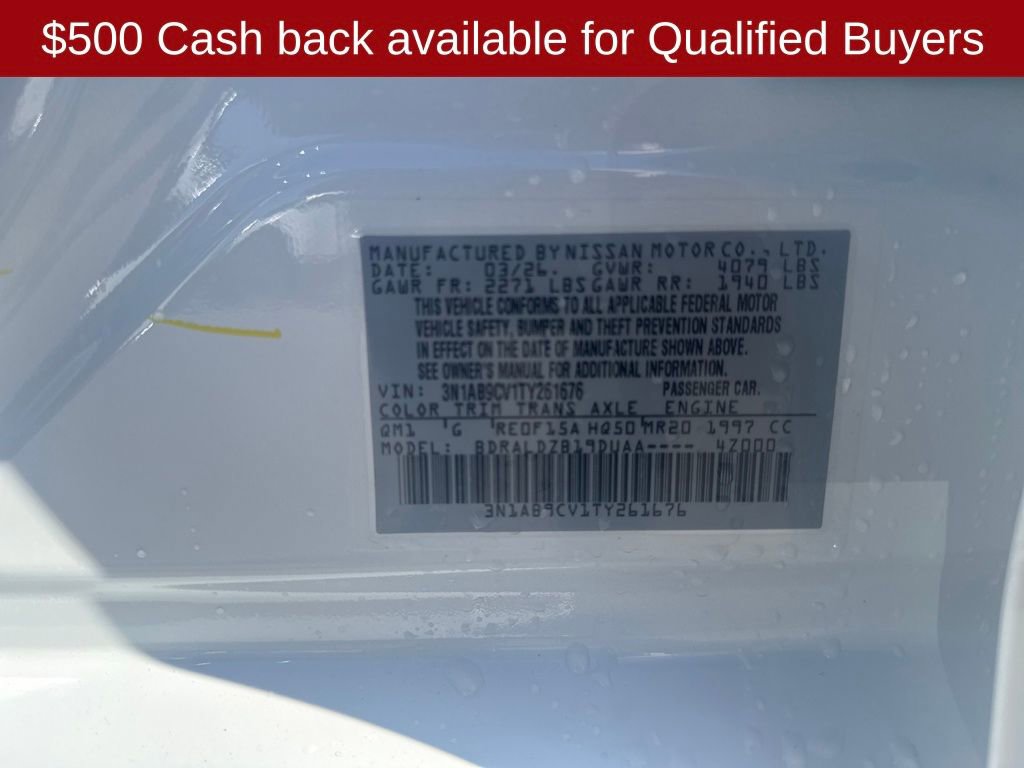 $500 Cash back available for Qualified Buyers
MANUFACTURED BY NISSAN MOTOR CO., LTD.
DATE: 03/26. GVWR: 4079 LBS
GAWR FR: 2271 LBS GAWR RR: 1940 LBS
THIS VEHICLE CONFORMS TO ALL APPLICABLE FEDERAL MOTOR
VEHICLE SAFETY, BUMPER AND THEFT PREVENTION STANDARDS
IN EFFECT ON THE DATE OF MANUFACTURE SHOWN ABOVE.
SEE OWNER'S MANUAL FOR ADDITIONAL INFORMATION.
VIN: 3N1AB9CV1TY261676 PASSENGER CAR.
COLOR TRIM TRANS AXLE ENGINE
QM1 G RE0F15A HQ50 MR20 1997 CC
MODEL: BDRALDZB19DUAA---- 4Z000
3N1AB9CV1TY261676